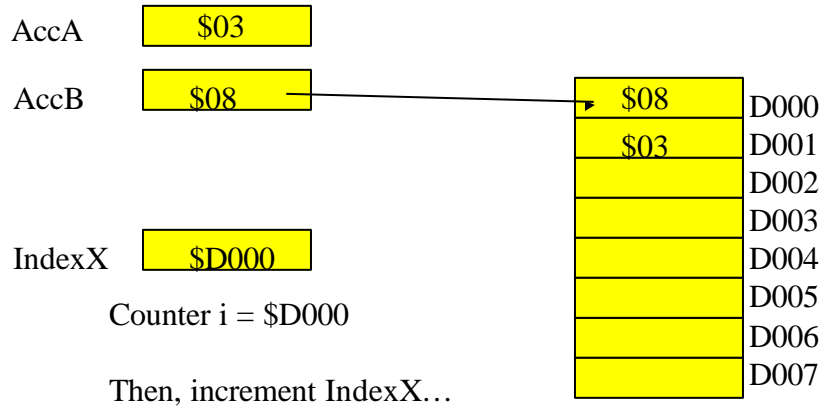 AccA $03
AccB $08
$08 D000
$03 D001
D002
D003
IndexX $D000 D004
D005
Counter i = $D000
D006
D007
Then, increment IndexX…